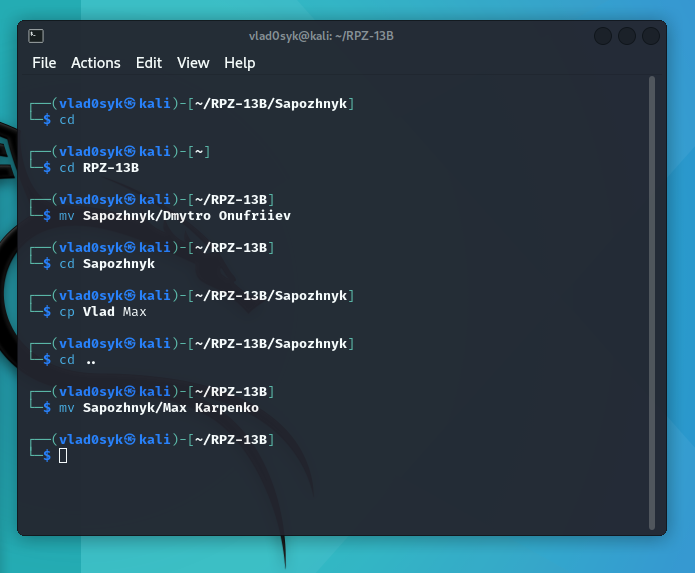 vlad0syk@kali: ~/RPZ-13B
File Actions Edit View Help
┌──(vlad0syk㉿kali)-[~/RPZ-13B/Sapozhnyk]
└─$ cd
┌──(vlad0syk㉿kali)-[~]
└─$ cd RPZ-13B
┌──(vlad0syk㉿kali)-[~/RPZ-13B]
└─$ mv Sapozhnyk/Dmytro Onufriiev
┌──(vlad0syk㉿kali)-[~/RPZ-13B]
└─$ cd Sapozhnyk
┌──(vlad0syk㉿kali)-[~/RPZ-13B/Sapozhnyk]
└─$ cp Vlad Max
┌──(vlad0syk㉿kali)-[~/RPZ-13B/Sapozhnyk]
└─$ cd ..
┌──(vlad0syk㉿kali)-[~/RPZ-13B]
└─$ mv Sapozhnyk/Max Karpenko
┌──(vlad0syk㉿kali)-[~/RPZ-13B]
└─$